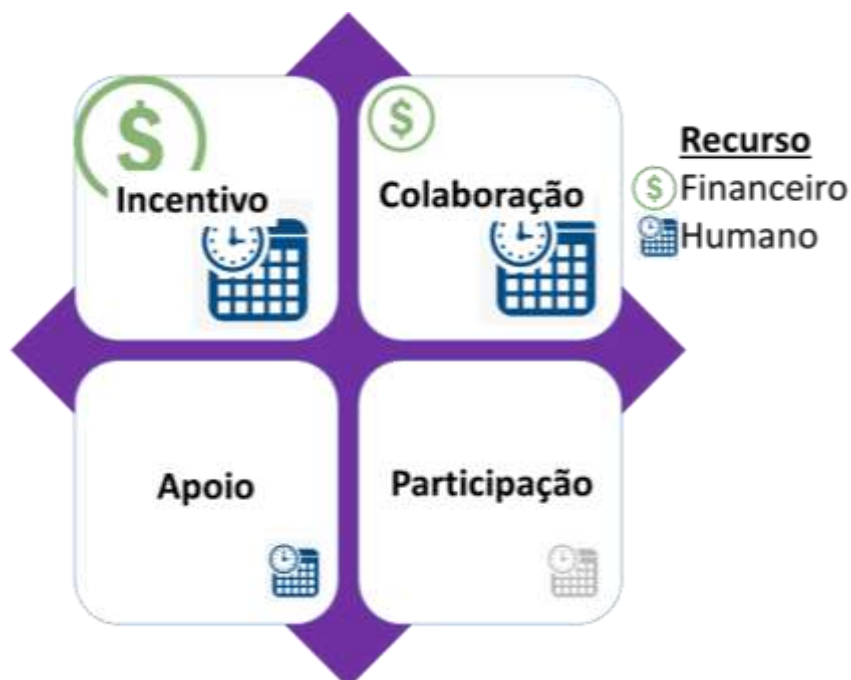 Incentivo
Colaboração
Recurso
$ Financeiro
Humano
Apoio
Participação